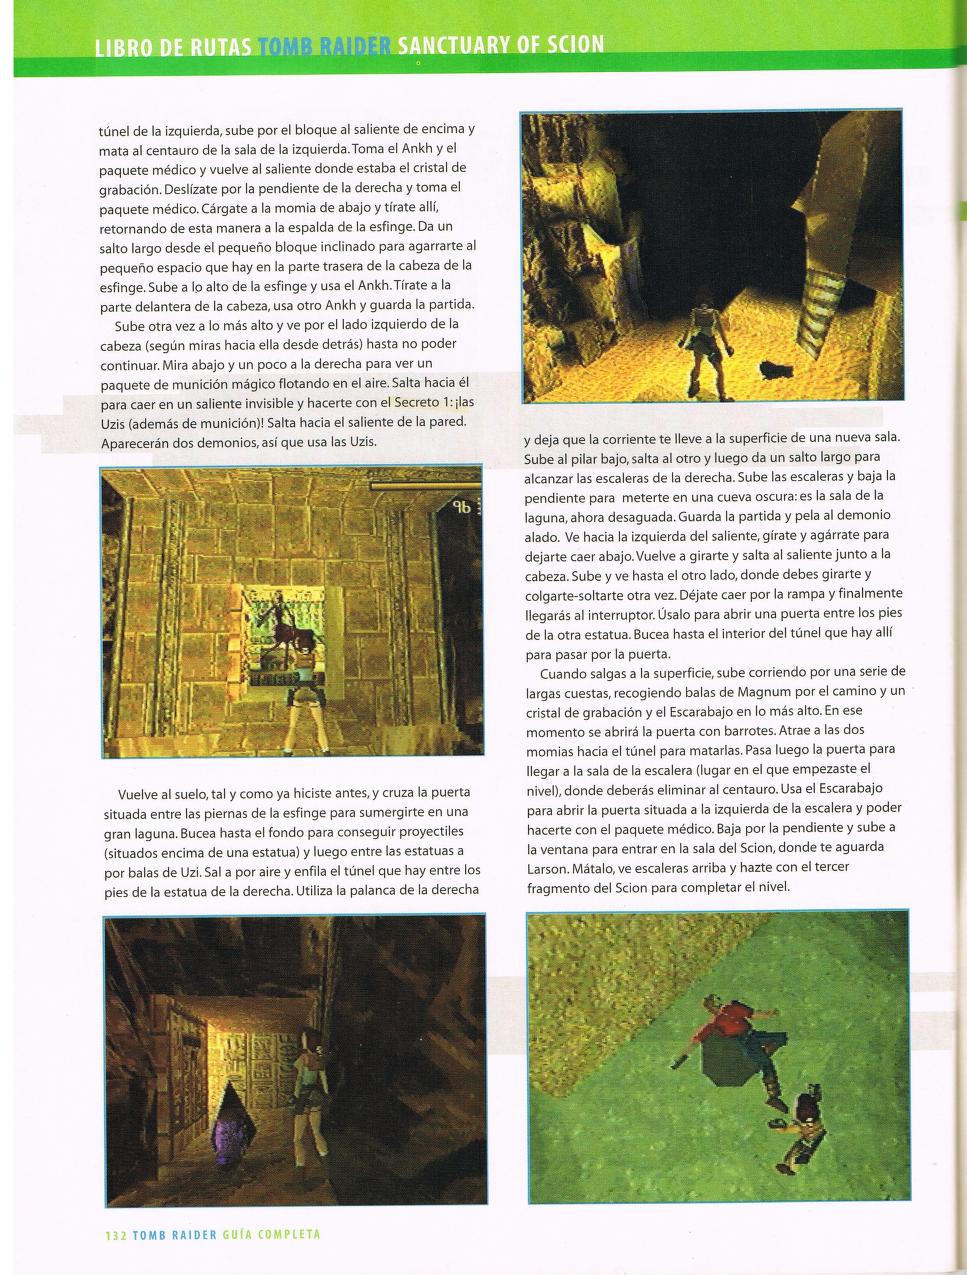 LIBRO DE RUTAS TOMB RAIDER SANCTUARY OF SCION
túnel de la izquierda, sube por el bloque al saliente de encima y
mata al centauro de la sala de la izquierda. Toma el Ankh y el
paquete médico y vuelve al saliente donde estaba el cristal de
grabación. Deslízate por la pendiente de la derecha y toma el
paquete médico. Cárgate a la momia de abajo y tírate allí,
retornando de esta manera a la espalda de la esfinge. Da un
salto largo desde el pequeño bloque inclinado para agarrarte al
pequeño espacio que hay en la parte trasera de la cabeza de la
esfinge. Sube a lo alto de la esfinge y usa el Ankh. Tírate a la
parte delantera de la cabeza, usa otro Ankh y guarda la partida.
Sube otra vez a lo más alto y ve por el lado izquierdo de la
cabeza (según miras hacia ella desde detrás) hasta no poder
continuar. Mira abajo y un poco a la derecha para ver un
paquete de munición mágico flotando en el aire. Salta hacia él
para caer en un saliente invisible y hacerte con el Secreto 1: ¡las
Uzis (además de munición)! Salta hacia el saliente de la pared.
Aparecerán dos demonios, así que usa las Uzis.
96
Vuelve al suelo, tal y como ya hiciste antes, y cruza la puerta
situada entre las piernas de la esfinge para sumergirte en una
gran laguna. Bucea hasta el fondo para conseguir proyectiles
(situados encima de una estatua) y luego entre las estatuas a
por balas de Uzi. Sal a por aire y enfila el túnel que hay entre los
pies de la estatua de la derecha. Utiliza la palanca de la derecha
y deja que la corriente te lleve a la superficie de una nueva sala.
Sube al pilar bajo, salta al otro y luego da un salto largo para
alcanzar las escaleras de la derecha. Sube las escaleras y baja la
pendiente para meterte en una cueva oscura: es la sala de la
laguna, ahora desaguada. Guarda la partida y pela al demonio
alado. Ve hacia la izquierda del saliente, gírate y agárrate para
dejarte caer abajo. Vuelve a girarte y salta al saliente junto a la
cabeza. Sube y ve hasta el otro lado, donde debes girarte y
colgarte-soltarte otra vez. Déjate caer por la rampa y finalmente
llegarás al interruptor. Úsalo para abrir una puerta entre los pies
de la otra estatua. Bucea hasta el interior del túnel que hay allí
para pasar por la puerta.
Cuando salgas a la superficie, sube corriendo por una serie de
largas cuestas, recogiendo balas de Magnum por el camino y un
cristal de grabación y el Escarabajo en lo más alto. En ese
momento se abrirá la puerta con barrotes. Atrae a las dos
momias hacia el túnel para matarlas. Pasa luego la puerta para
llegar a la sala de la escalera (lugar en el que empezaste el
nivel), donde deberás eliminar al centauro. Usa el Escarabajo
para abrir la puerta situada a la izquierda de la escalera y poder
hacerte con el paquete médico. Baja por la pendiente y sube a
la ventana para entrar en la sala del Scion, donde te aguarda
Larson. Mátalo, ve escaleras arriba y hazte con el tercer
fragmento del Scion para completar el nivel.
132 TOMB RAIDER GUÍA COMPLETA